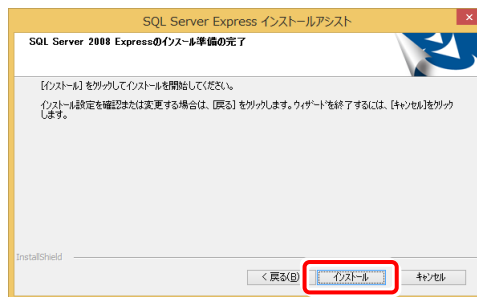 SQL Server Express インストールアシスト
SQL Server 2008 Expressのインストール準備の完了
[インストール] をクリックしてインストールを開始してください。
インストール設定を確認または変更する場合は、[戻る] をクリックします。ウィザードを終了するには、[キャンセル]をクリック
します。
InstallShield
< 戻る(B)
インストール
キャンセル